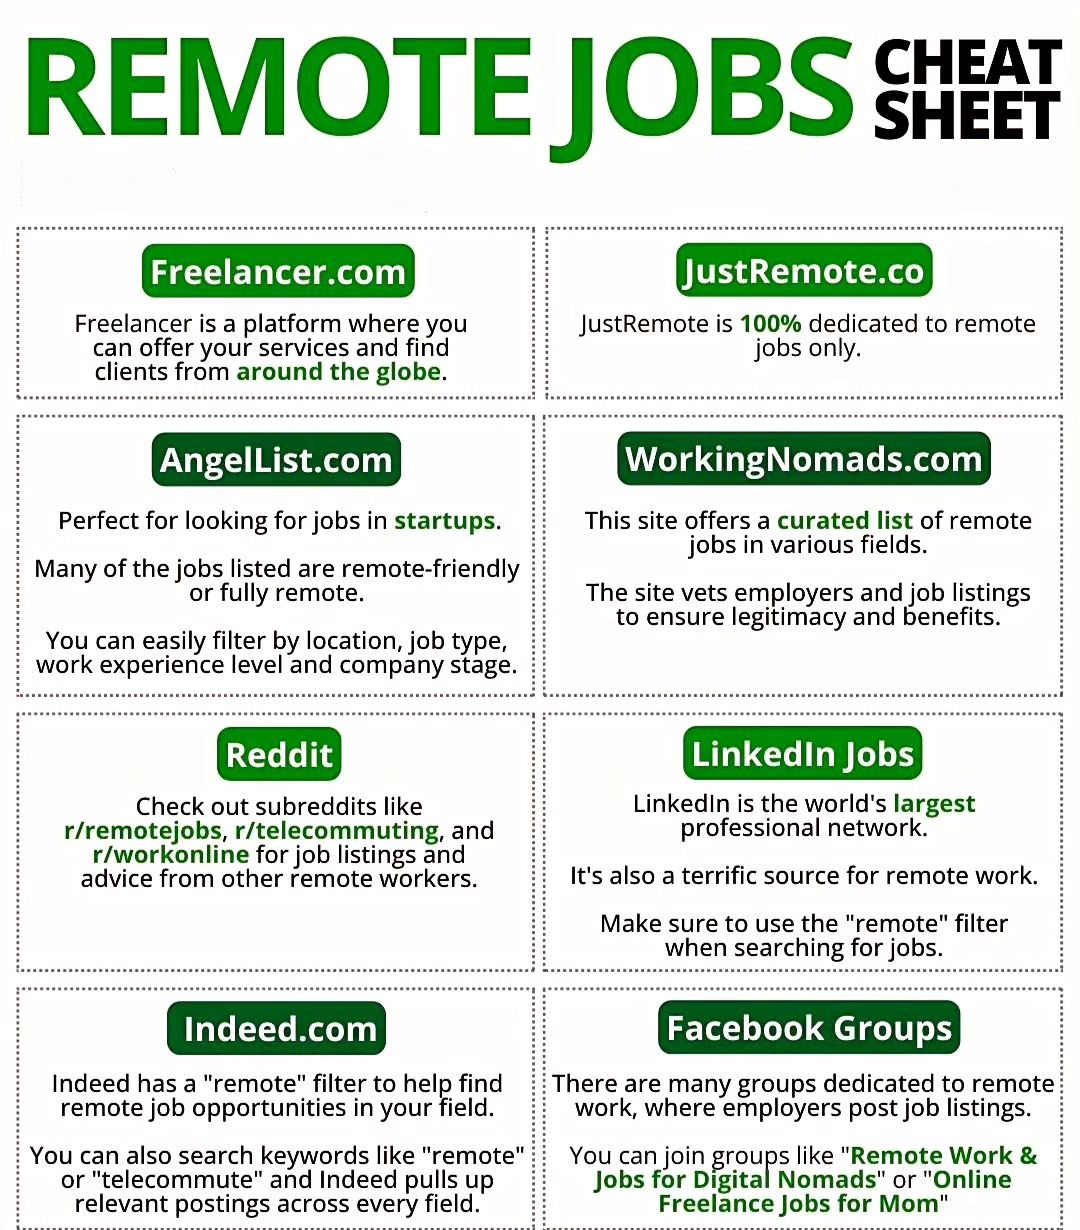 REMOTE JOBS CHEAT SHEET
Freelancer.com
Freelancer is a platform where you
can offer your services and find
clients from around the globe.
JustRemote.co
JustRemote is 100% dedicated to remote
jobs only.
AngelList.com
Perfect for looking for jobs in startups.
Many of the jobs listed are remote-friendly
or fully remote.
You can easily filter by location, job type,
work experience level and company stage.
WorkingNomads.com
This site offers a curated list of remote
jobs in various fields.
The site vets employers and job listings
to ensure legitimacy and benefits.
Reddit
Check out subreddits like
r/remotejobs, r/telecommuting, and
r/workonline for job listings and
advice from other remote workers.
LinkedIn Jobs
LinkedIn is the world's largest
professional network.
It's also a terrific source for remote work.
Make sure to use the "remote" filter
when searching for jobs.
Indeed.com
Indeed has a "remote" filter to help find
remote job opportunities in your field.
You can also search keywords like "remote"
or "telecommute" and Indeed pulls up
relevant postings across every field.
Facebook Groups
There are many groups dedicated to remote
work, where employers post job listings.
You can join groups like "Remote Work &
Jobs for Digital Nomads" or "Online
Freelance Jobs for Mom"